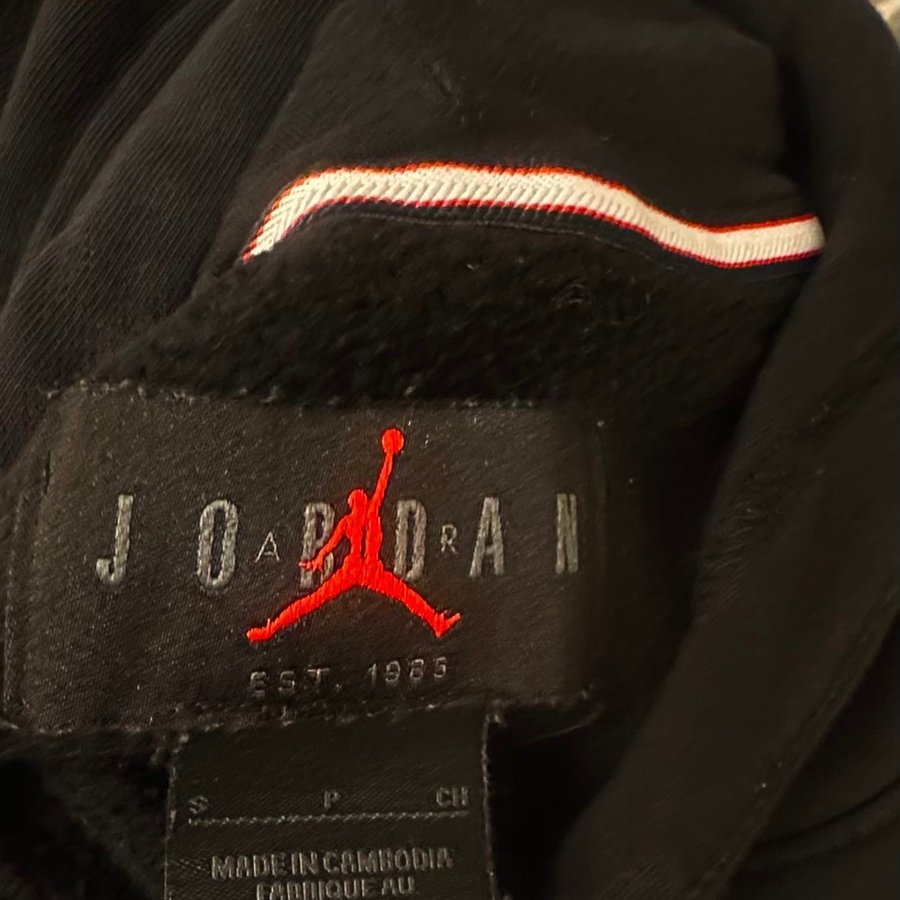 JORDAN
A R
EST. 1985
S P CH
MADE IN CAMBODIA
FABRIQUE AU